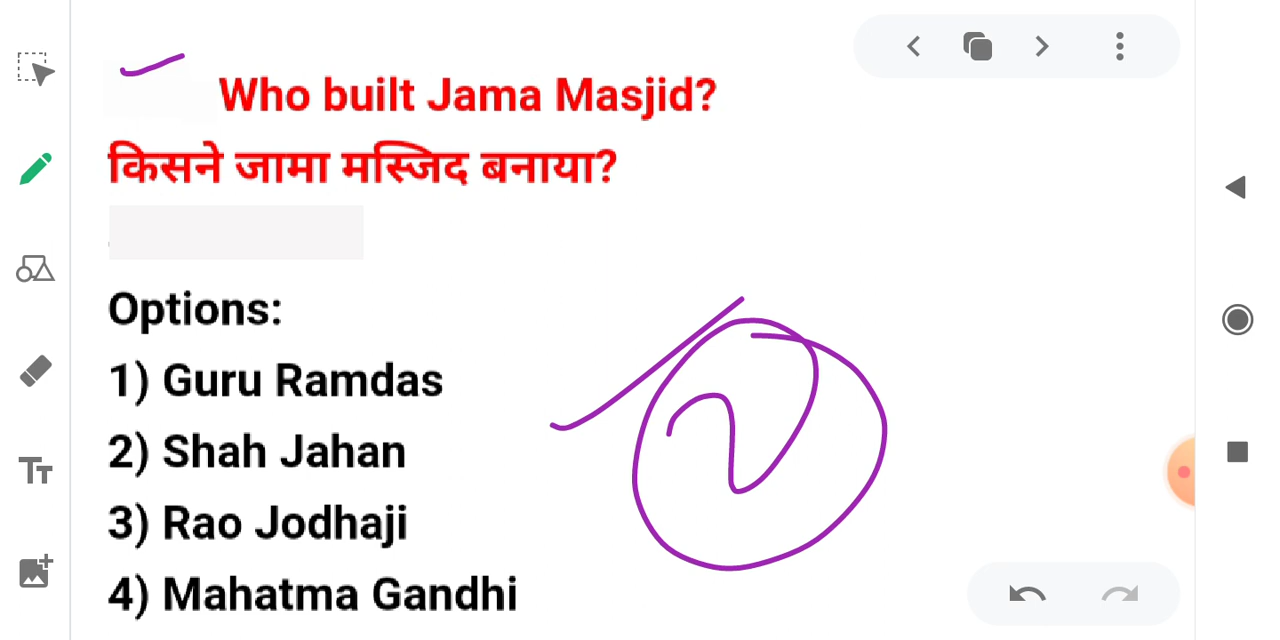 Who built Jama Masjid?
किसने जामा मस्जिद बनाया?
Options:
1) Guru Ramdas
2) Shah Jahan
3) Rao Jodhaji
4) Mahatma Gandhi